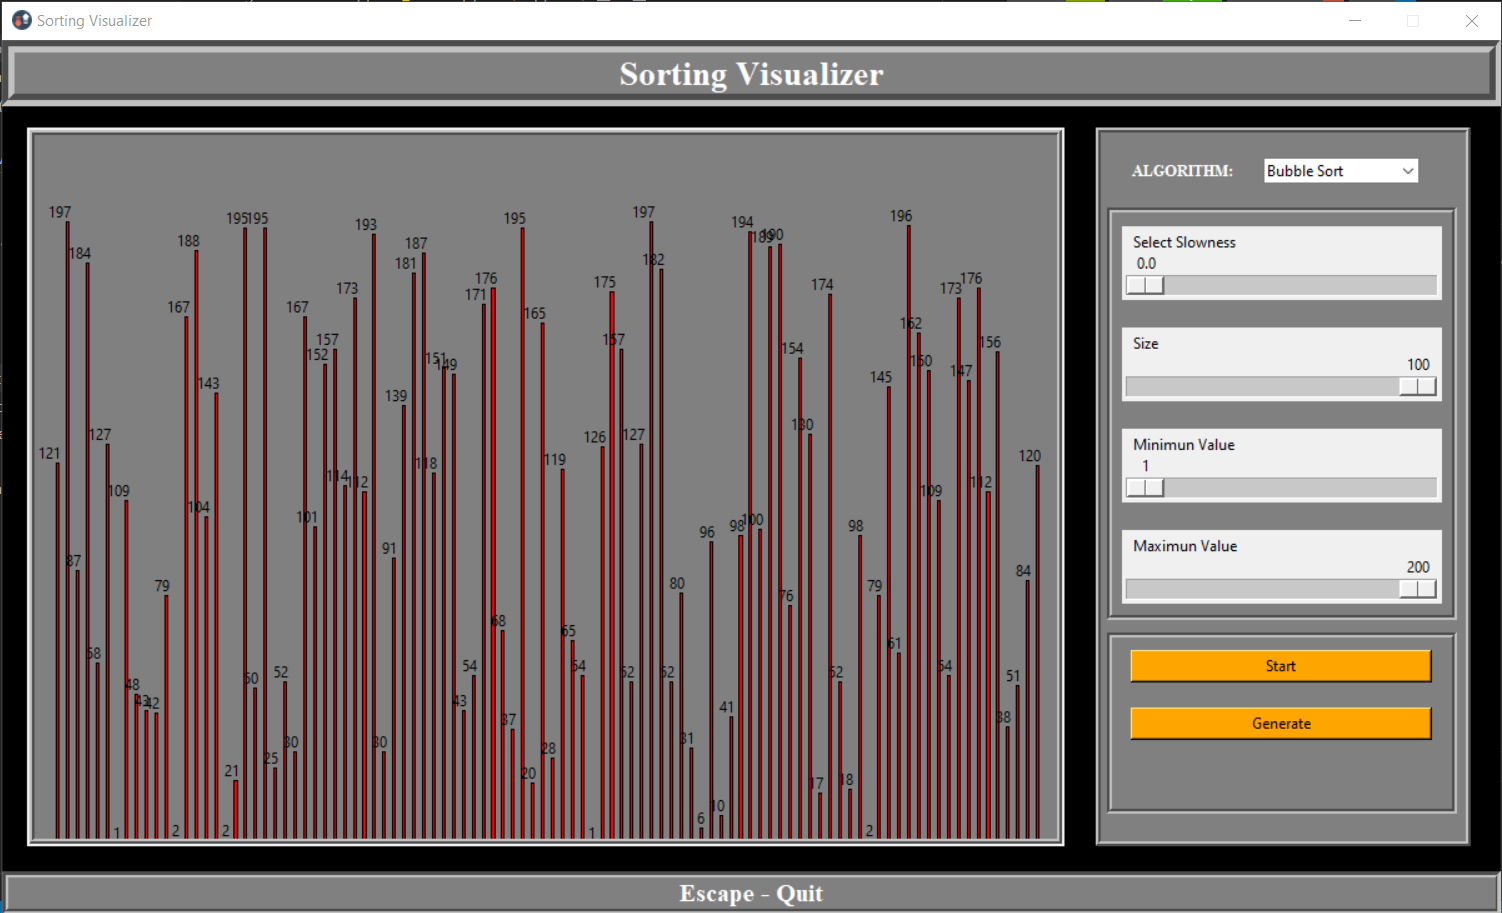 Sorting Visualizer
Sorting Visualizer
ALGORITHM: Bubble Sort
Select Slowness
0.0
Size
100
Minimun Value
1
Maximun Value
200
Start
Generate
121 197 87 184 58 127 1 109 48 43 42 79 2 167 188 104 143 2 21 195 50 195 25 52 30 167 101 152 157 114 173 112 193 30 91 139 181 187 118 151 149 43 54 171 176 68 37 195 20 165 28 119 65 54 1 126 175 157 52 127 197 182 52 80 31 6 96 10 41 98 194 100 189 190 76 154 130 17 174 52 18 98 2 79 145 61 196 162 150 109 54 173 147 176 112 156 38 51 84 120
Escape - Quit